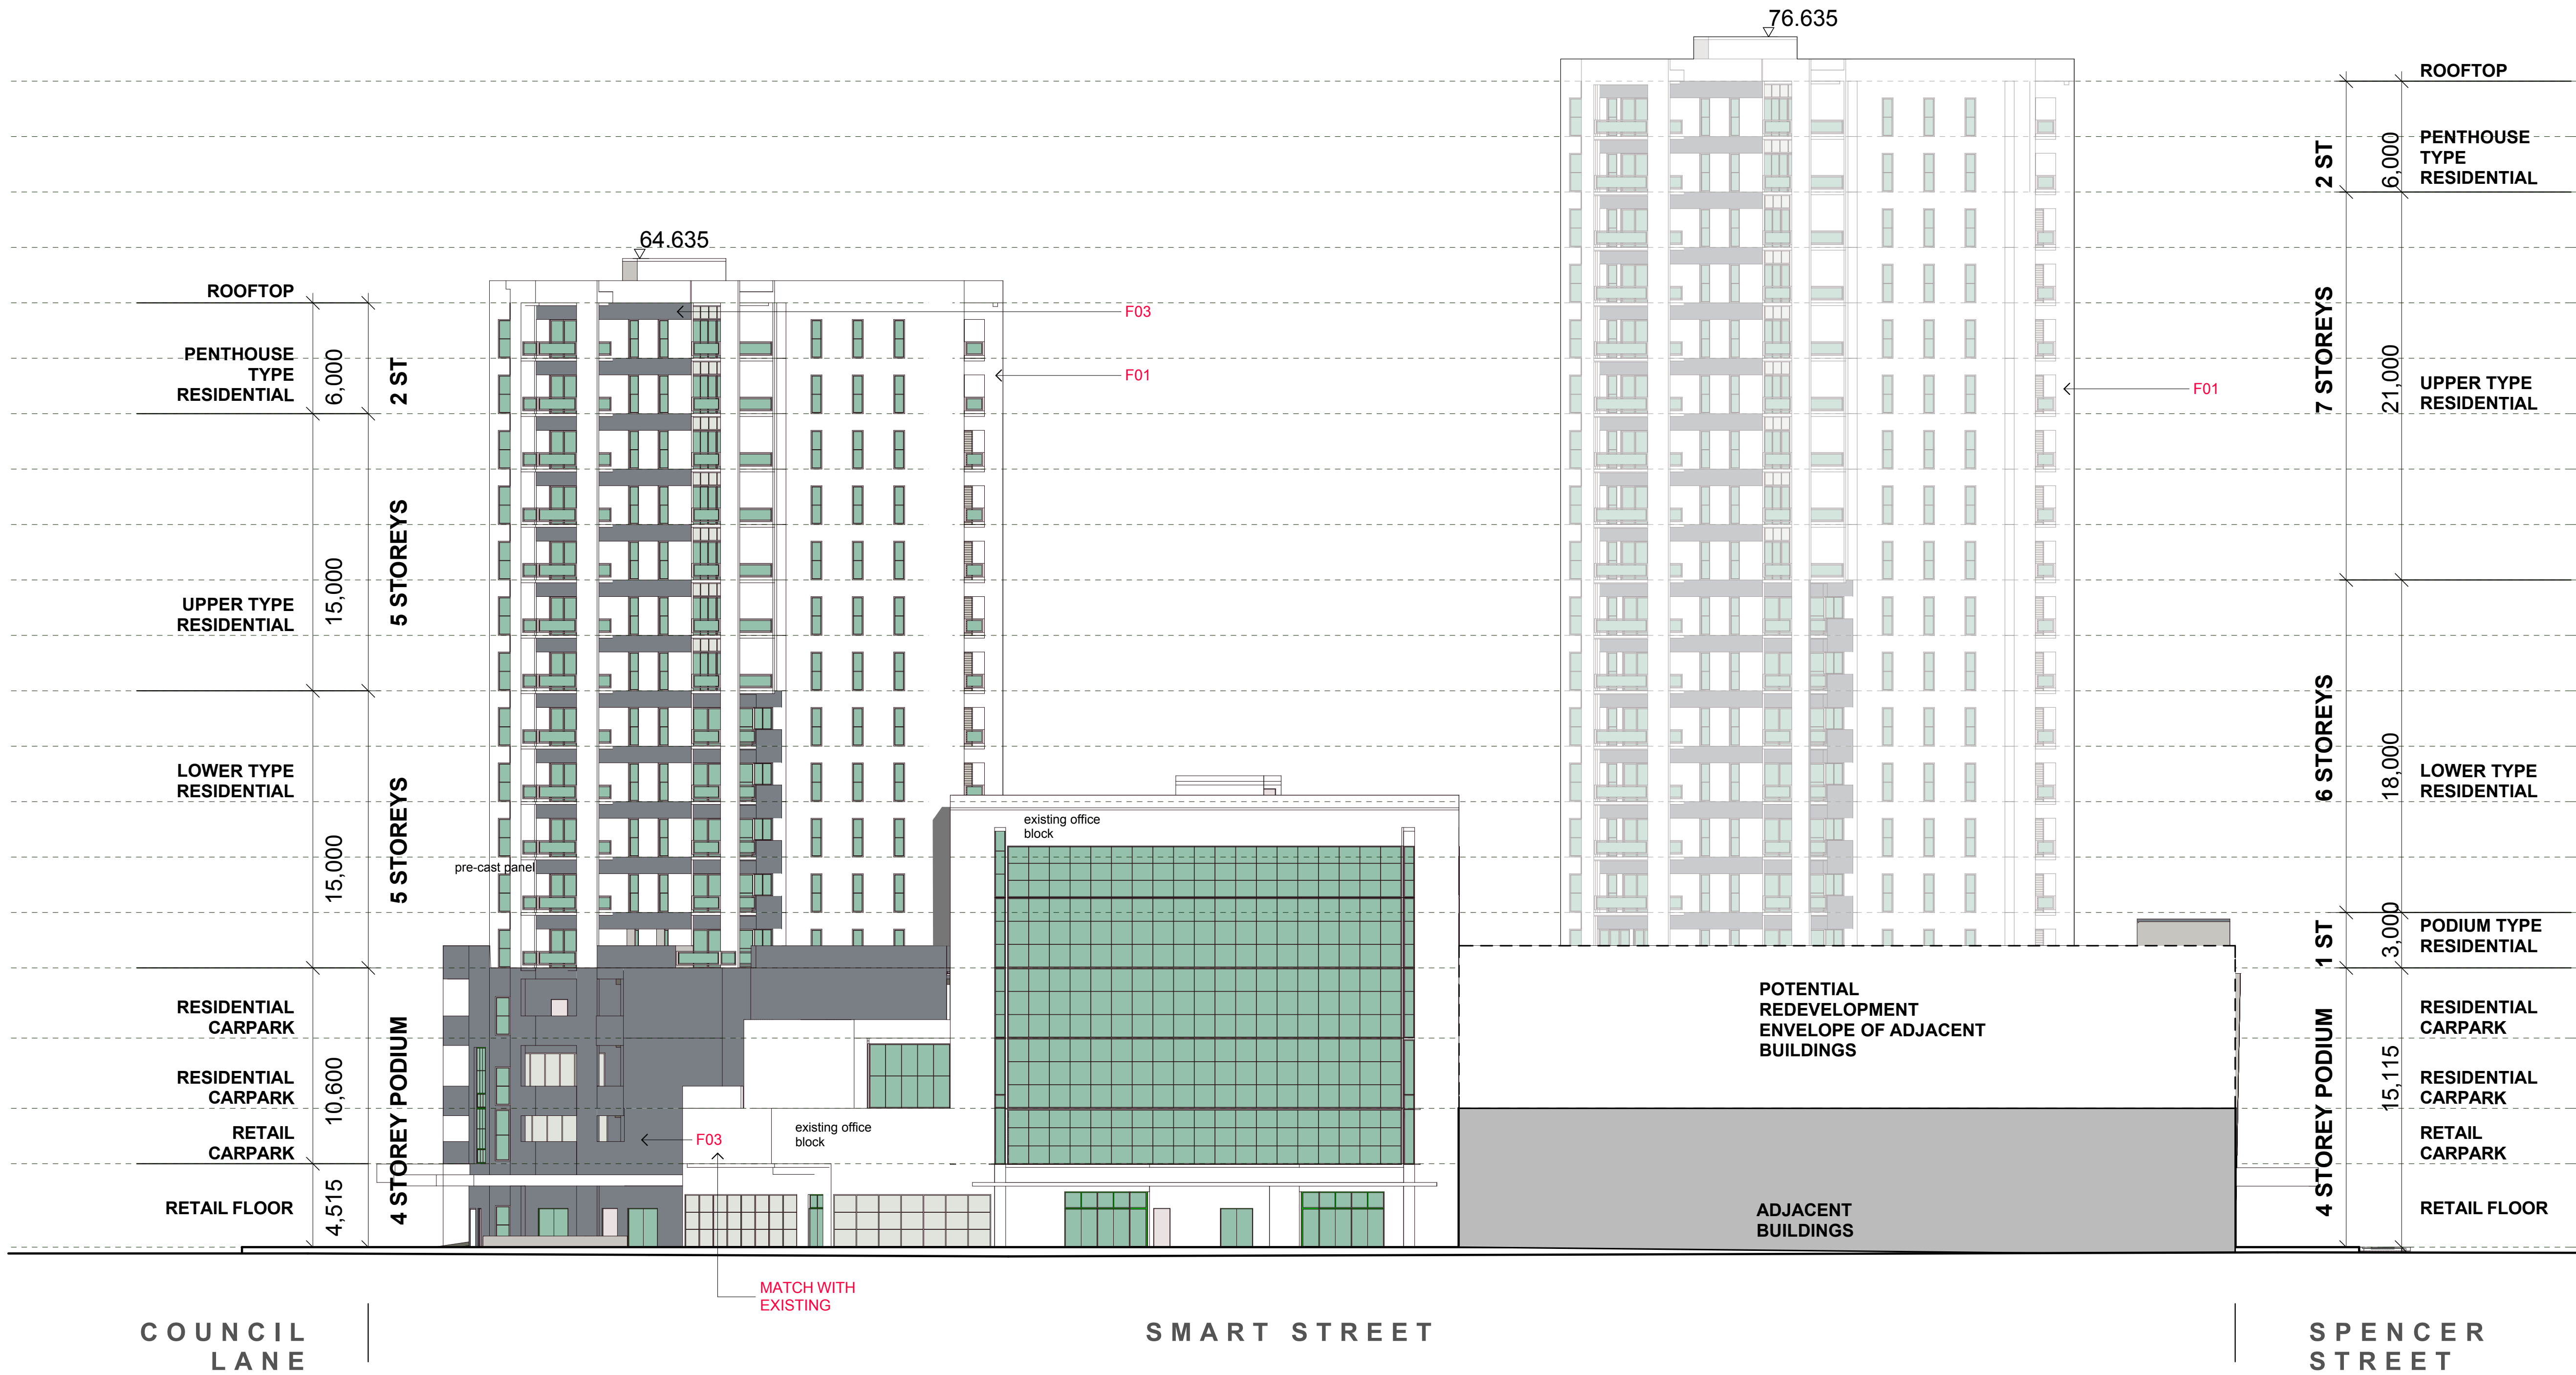 76.635
64.635
ROOFTOP
PENTHOUSE
TYPE
RESIDENTIAL
6,000
2 ST
UPPER TYPE
RESIDENTIAL
15,000
5 STOREYS
LOWER TYPE
RESIDENTIAL
15,000
5 STOREYS
RESIDENTIAL
CARPARK
RESIDENTIAL
CARPARK
RETAIL
CARPARK
10,600
RETAIL FLOOR
4,515
4 STOREY PODIUM
pre-cast panel
F03
F01
existing office
block
existing office
block
F03
MATCH WITH
EXISTING
POTENTIAL
REDEVELOPMENT
ENVELOPE OF ADJACENT
BUILDINGS
ADJACENT
BUILDINGS
F01
ROOFTOP
2 ST
6,000
PENTHOUSE
TYPE
RESIDENTIAL
7 STOREYS
21,000
UPPER TYPE
RESIDENTIAL
6 STOREYS
18,000
LOWER TYPE
RESIDENTIAL
1 ST
3,000
PODIUM TYPE
RESIDENTIAL
4 STOREY PODIUM
15,115
RESIDENTIAL
CARPARK
RESIDENTIAL
CARPARK
RETAIL
CARPARK
RETAIL FLOOR
COUNCIL
LANE
SMART STREET
SPENCER
STREET